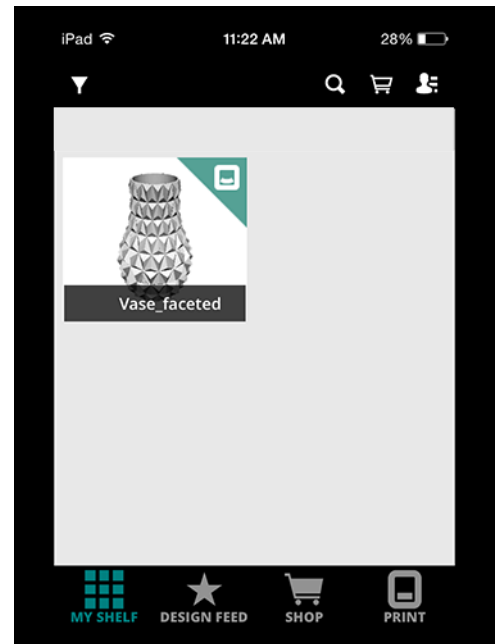 iPad 11:22 AM 28%
Vase_faceted
MY SHELF DESIGN FEED SHOP PRINT